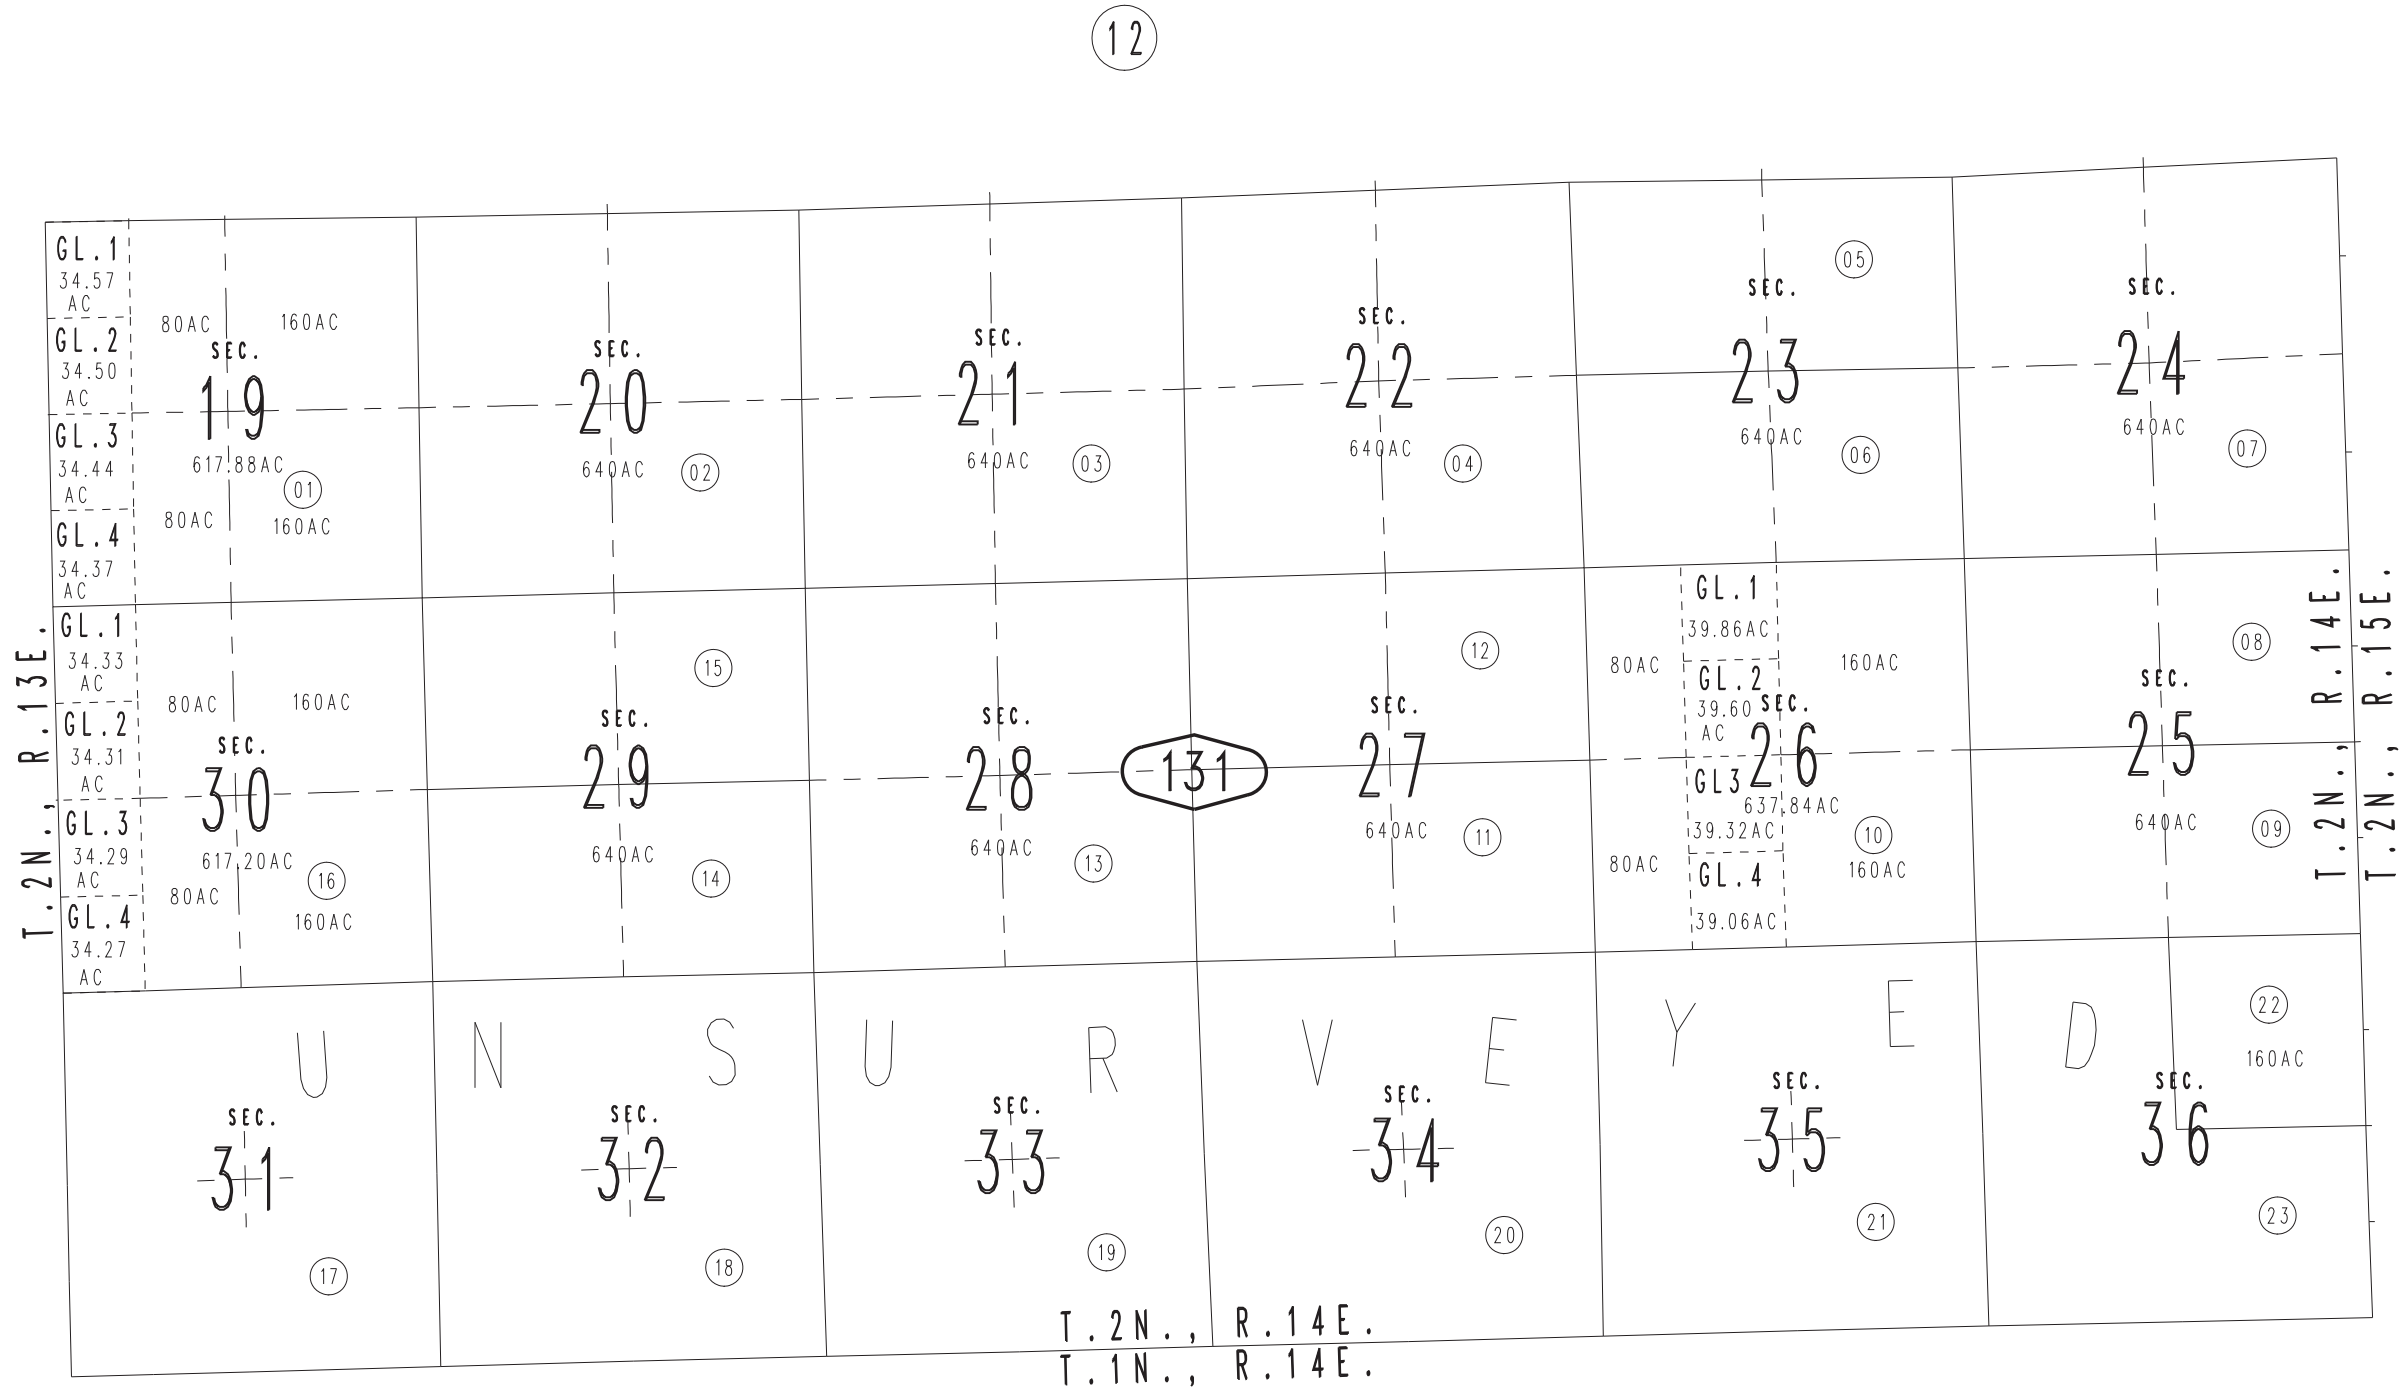 12
GL.1
34.57
AC
GL.2
34.50
AC
GL.3
34.44
AC
GL.4
34.37
AC
80AC
160AC
SEC.
19
617.88AC
01
80AC
160AC
SEC.
20
640AC
02
SEC.
21
640AC
03
SEC.
22
640AC
04
05
SEC.
23
640AC
06
SEC.
24
640AC
07
GL.1
34.33
AC
GL.2
34.31
AC
GL.3
34.29
AC
GL.4
34.27
AC
80AC
160AC
SEC.
30
617.20AC
16
80AC
160AC
15
SEC.
29
640AC
14
SEC.
28
640AC
13
131
12
SEC.
27
640AC
11
80AC
80AC
GL.1
39.86AC
GL.2
39.60
AC
GL3
39.32AC
GL.4
39.06AC
160AC
SEC.
26
637.84AC
10
160AC
08
SEC.
25
640AC
09
T.2N., R.13E.
T.2N., R.14E.
T.2N., R.15E.
UNSURVEYED
SEC.
31
17
SEC.
32
18
SEC.
33
19
SEC.
34
20
SEC.
35
21
22
160AC
SEC.
36
23
T.2N., R.14E.
T.1N., R.14E.